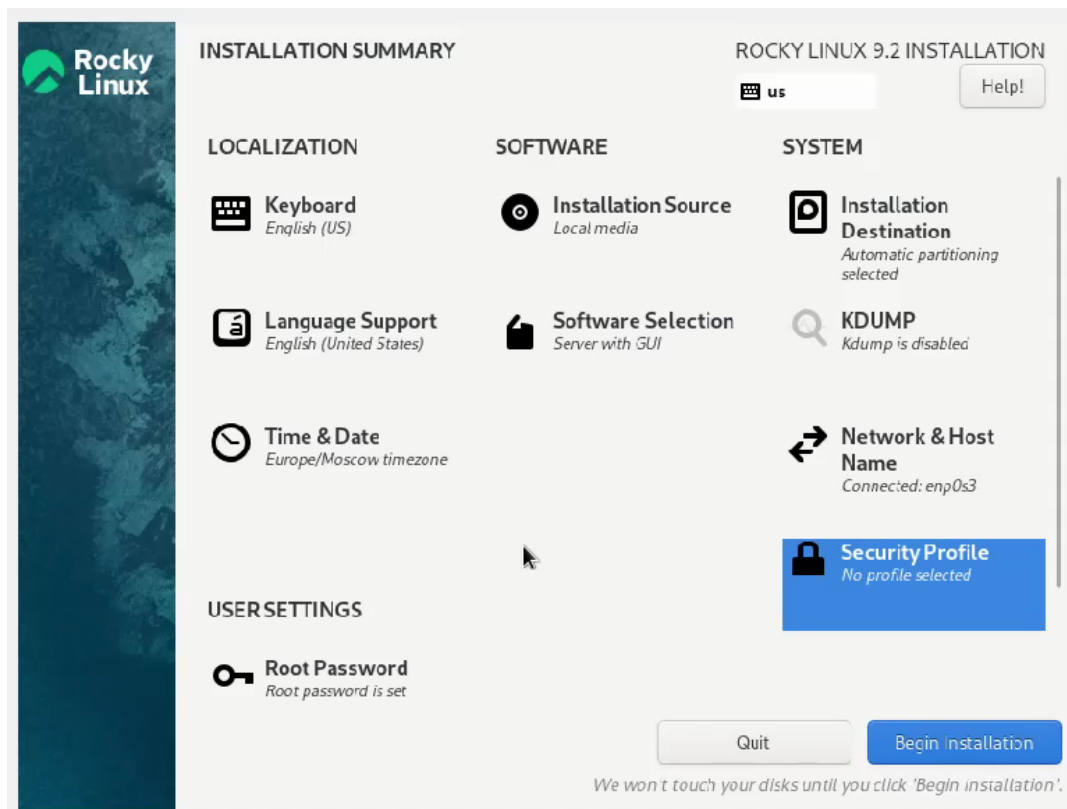 Rocky
Linux
INSTALLATION SUMMARY
ROCKY LINUX 9.2 INSTALLATION
us
Help!
LOCALIZATION
Keyboard
English (US)
Language Support
English (United States)
Time & Date
Europe/Moscow timezone
SOFTWARE
Installation Source
Local media
Software Selection
Server with GUI
SYSTEM
Installation
Destination
Automatic partitioning
selected
KDUMP
Kdump is disabled
Network & Host
Name
Connected: enp0s3
Security Profile
No profile selected
USER SETTINGS
Root Password
Root password is set
Quit
Begin Installation
We won't touch your disks until you click 'Begin Installation'.